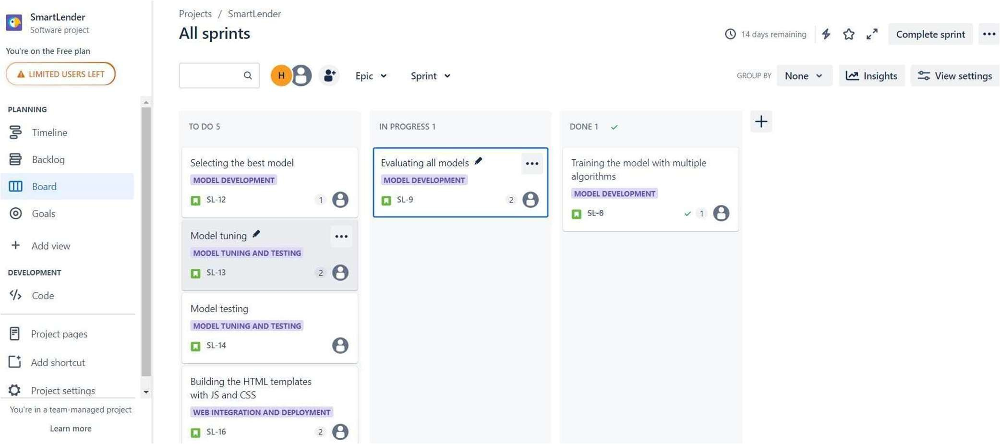 SmartLender
Software project
You're on the Free plan
LIMITED USERS LEFT
PLANNING
Timeline
Backlog
Board
Goals
Add view
DEVELOPMENT
Code
Project pages
Add shortcut
Project settings
You're in a team-managed project
Learn more
Projects / SmartLender
All sprints
14 days remaining
Complete sprint
H
Epic
Sprint
GROUP BY
None
Insights
View settings
TO DO 5
Selecting the best model
MODEL DEVELOPMENT
SL-12 1
Model tuning
MODEL TUNING AND TESTING
SL-13 2
Model testing
MODEL TUNING AND TESTING
SL-14
Building the HTML templates
with JS and CSS
WEB INTEGRATION AND DEPLOYMENT
SL-16 2
IN PROGRESS 1
Evaluating all models
MODEL DEVELOPMENT
SL-9 2
DONE 1
Training the model with multiple
algorithms
MODEL DEVELOPMENT
SL-8 1